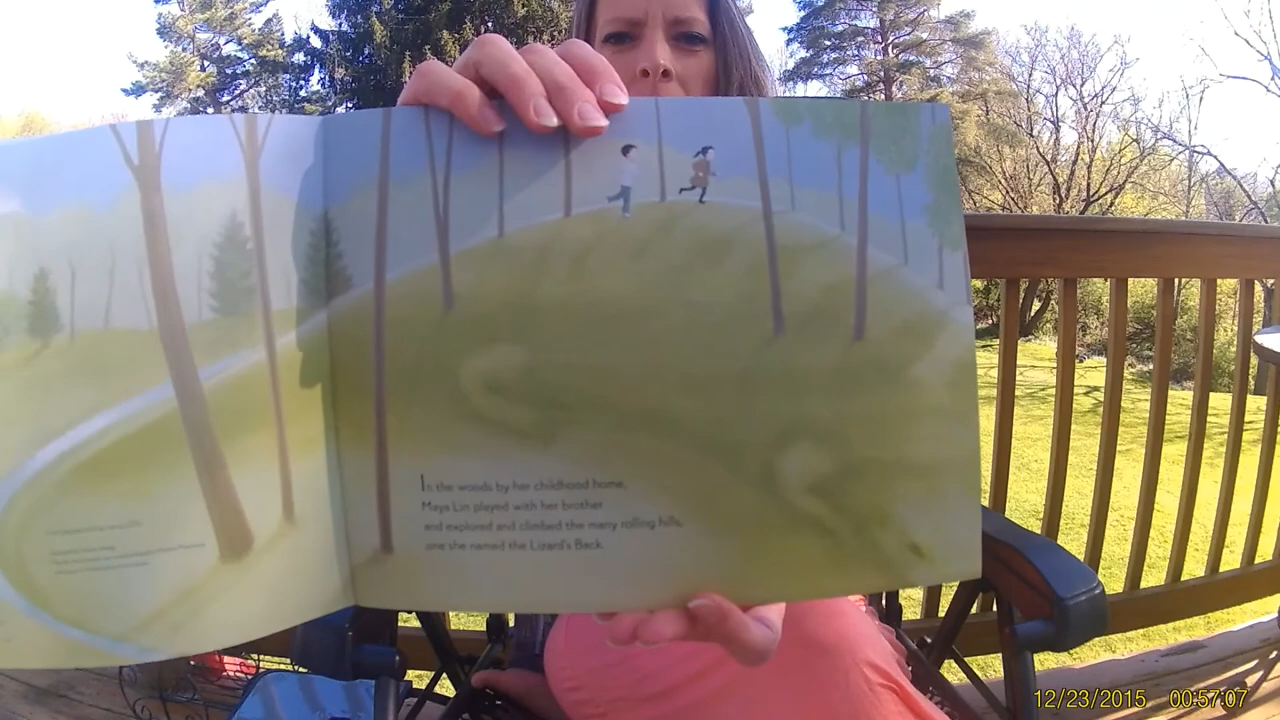 In the woods by her childhood home,
Maya Lin played with her brother
and explored and climbed the many rolling hills,
one she named the Lizard's Back.
12/23/2015 00:57:07